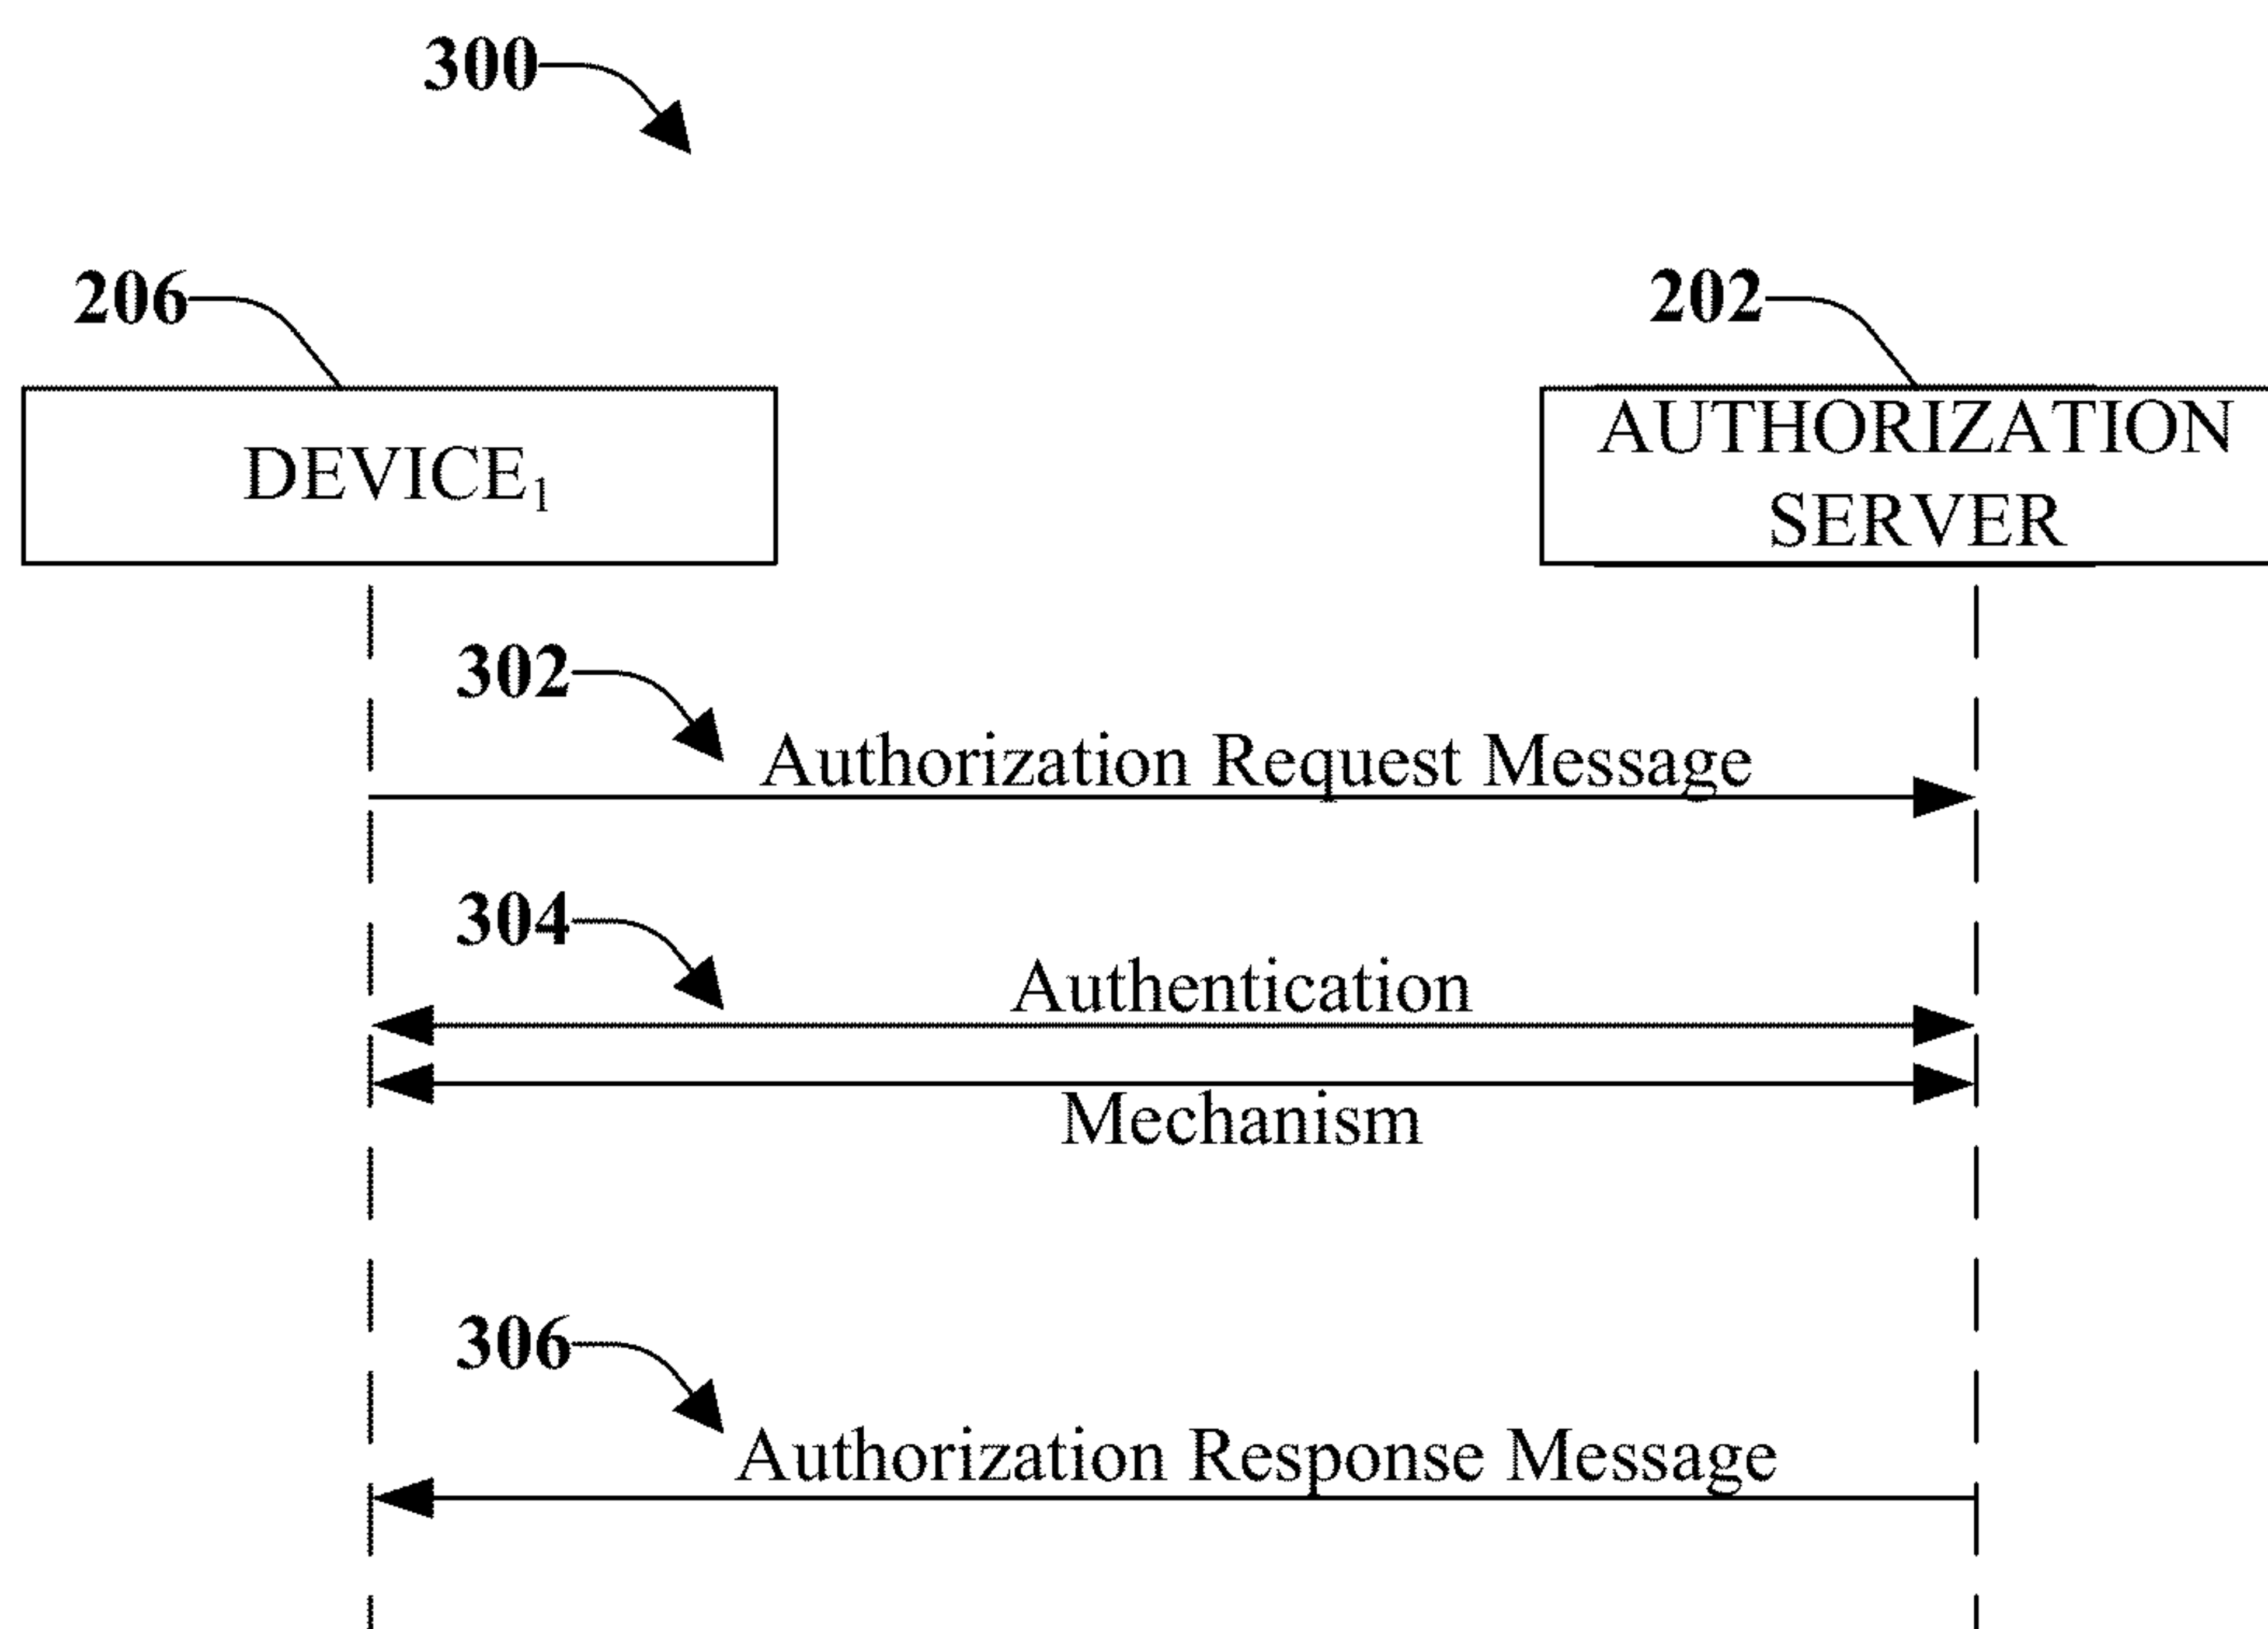 300
206
202
DEVICE₁
AUTHORIZATION
SERVER
302
Authorization Request Message
304
Authentication
Mechanism
306
Authorization Response Message